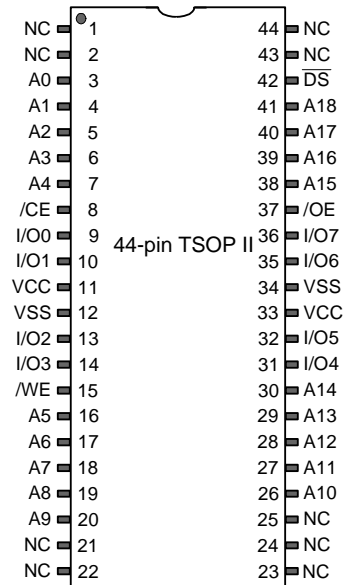 NC 1 44 NC
NC 2 43 NC
A0 3 42 D̅S̅
A1 4 41 A18
A2 5 40 A17
A3 6 39 A16
A4 7 38 A15
/CE 8 37 /OE
I/O0 9 44-pin TSOP II 36 I/O7
I/O1 10 35 I/O6
VCC 11 34 VSS
VSS 12 33 VCC
I/O2 13 32 I/O5
I/O3 14 31 I/O4
/WE 15 30 A14
A5 16 29 A13
A6 17 28 A12
A7 18 27 A11
A8 19 26 A10
A9 20 25 NC
NC 21 24 NC
NC 22 23 NC